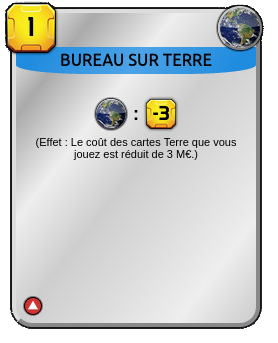 1
BUREAU SUR TERRE
: -3
(Effet : Le coût des cartes Terre que vous
jouez est réduit de 3 M€.)